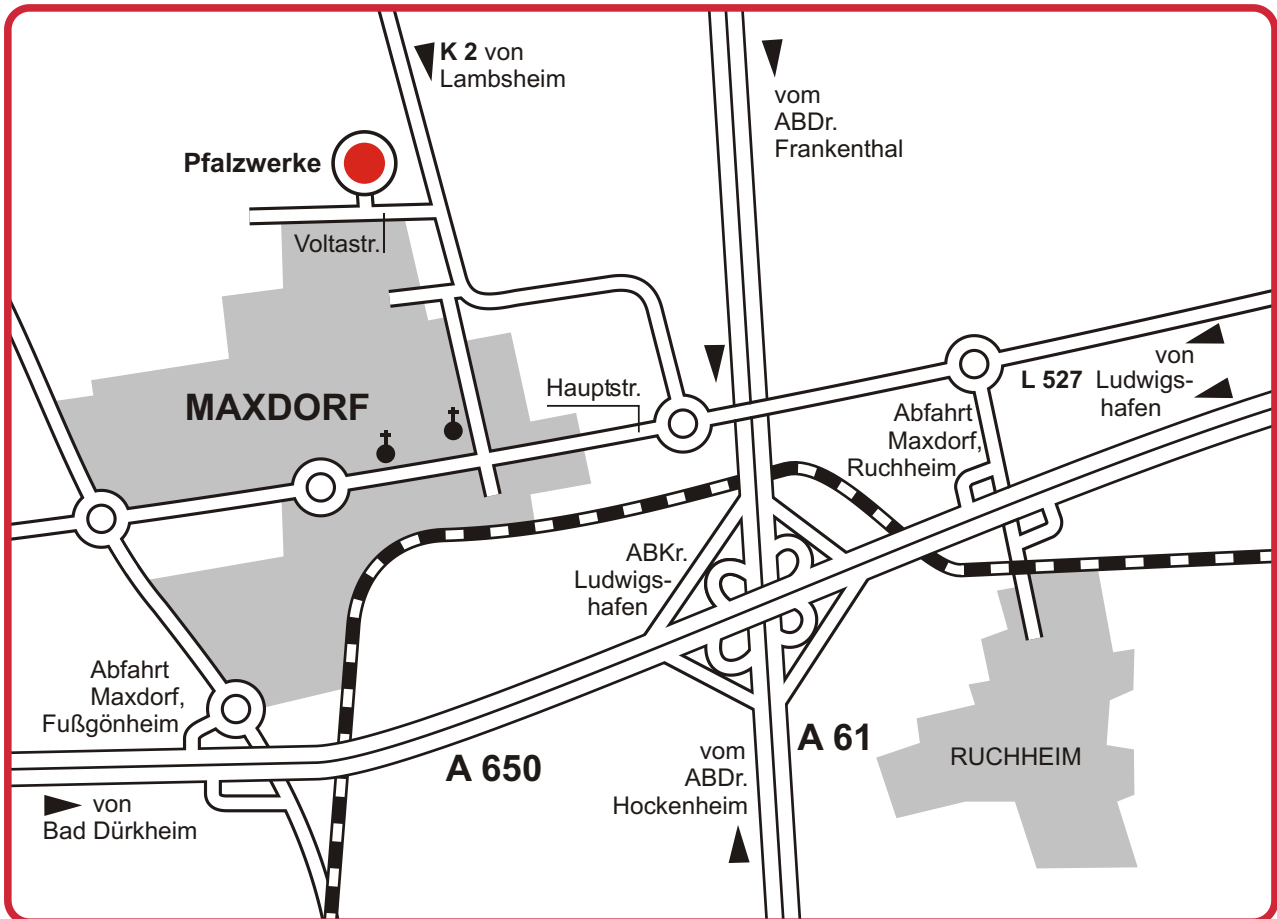 K 2 von
Lambsheim
vom
ABDr.
Frankenthal
Pfalzwerke
Voltastr.
MAXDORF
Hauptstr.
von
L 527 Ludwigs-
hafen
Abfahrt
Maxdorf,
Ruchheim
ABKr.
Ludwigs-
hafen
Abfahrt
Maxdorf,
Fußgönheim
A 650
A 61
vom
ABDr.
Hockenheim
RUCHHEIM
von
Bad Dürkheim